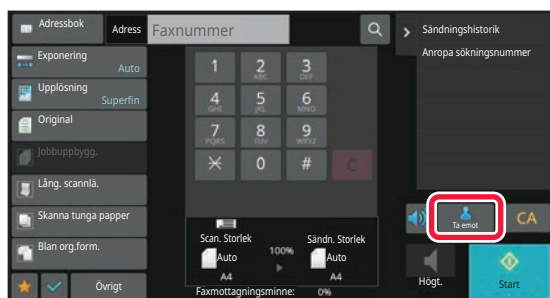 Adressbok
Adress
Faxnummer
Sändningshistorik
Anropa sökningsnummer
Exponering
Auto
Upplösning
Superfin
Original
Jobbuppbygg.
Lång. scannlä.
Skanna tunga papper
Blan org.form.
Övrigt
1
2
ABC
3
DEF
4
GHI
5
JKL
6
MNO
7
PQRS
8
TUV
9
WXYZ
0
#
C
Scan. Storlek
Auto
A4
100%
Sändn. Storlek
Auto
A4
Faxmottagningsminne: 0%
Ta emot
CA
Högt.
Start